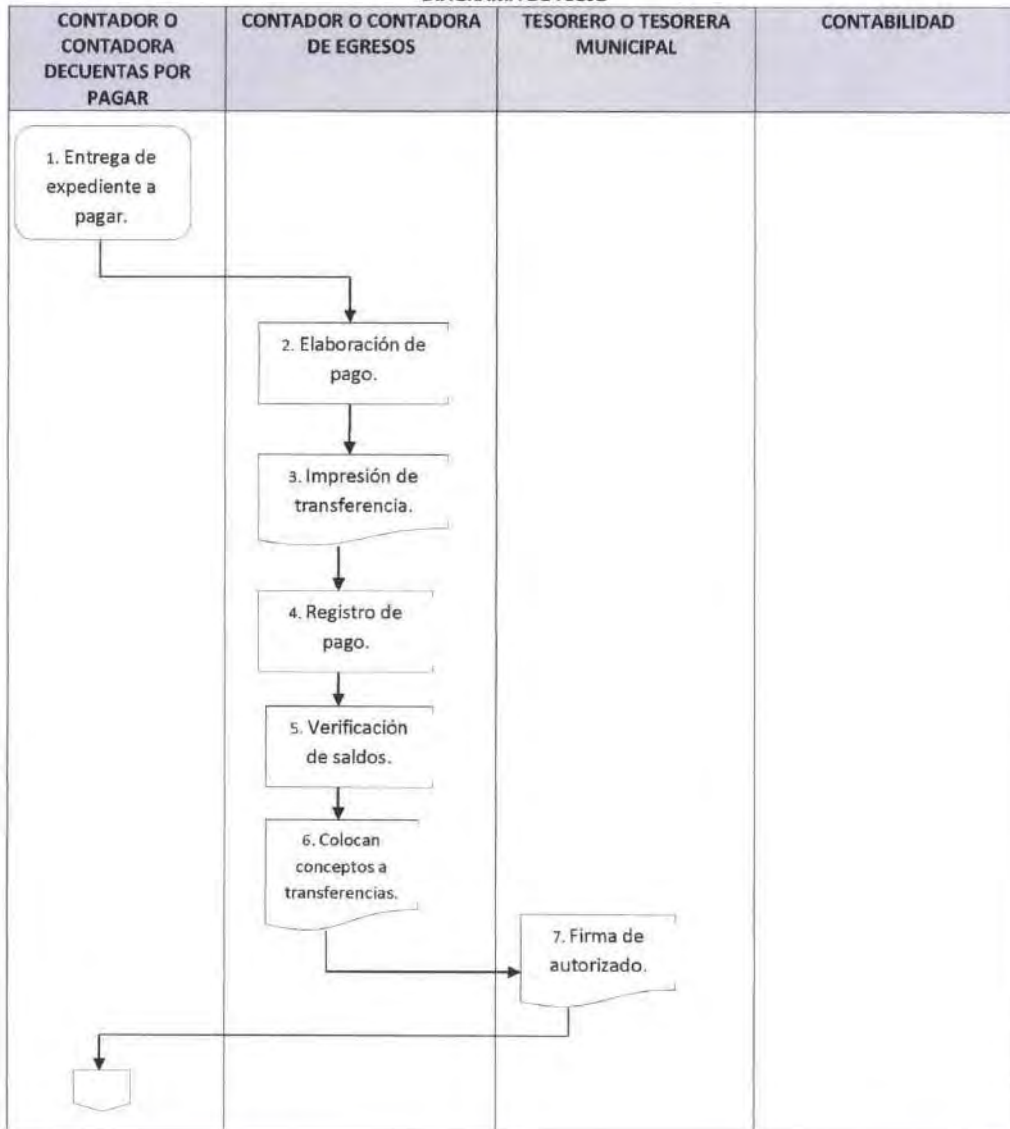 CONTADOR O
CONTADORA
DECUENTAS POR
PAGAR
CONTADOR O CONTADORA
DE EGRESOS
TESORERO O TESORERA
MUNICIPAL
CONTABILIDAD
1. Entrega de
expediente a
pagar.
2. Elaboración de
pago.
3. Impresión de
transferencia.
4. Registro de
pago.
5. Verificación
de saldos.
6. Colocan
conceptos a
transferencias.
7. Firma de
autorizado.